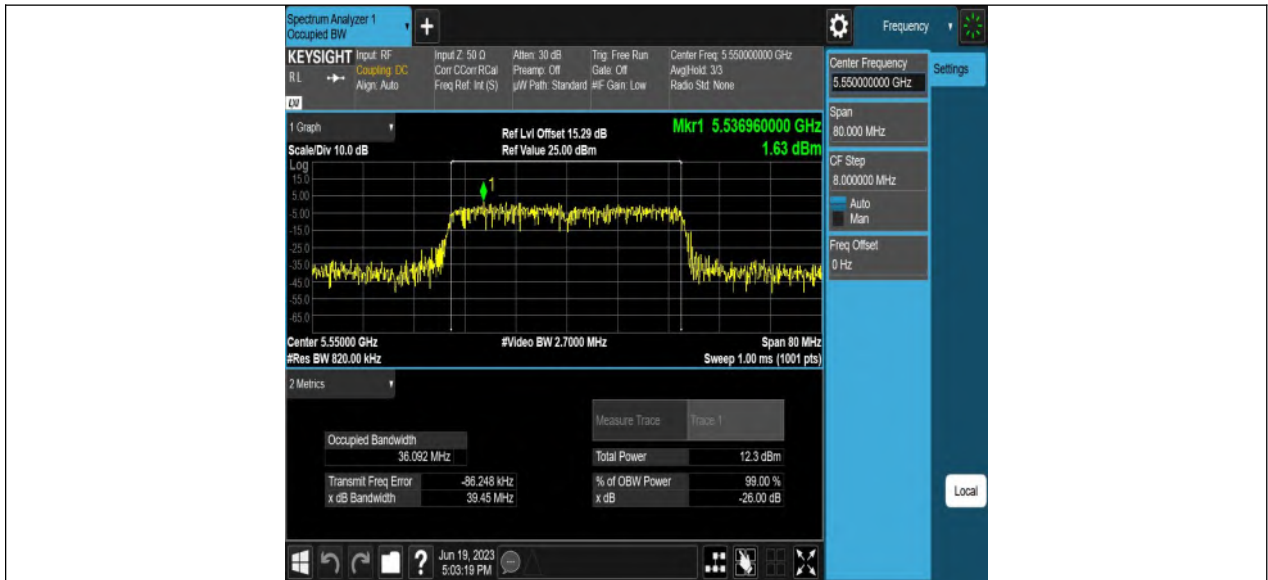 Spectrum Analyzer 1
Occupied BW
+
Frequency
KEYSIGHT Input: RF Input Z: 50 Ω Atten: 30 dB Trig: Free Run Center Freq: 5.550000000 GHz
RL Coupling: DC Corr CCorr RCal Preamp: Off Gate: Off Avg|Hold: 3/3
Align: Auto Freq Ref: Int (S) µW Path: Standard #IF Gain: Low Radio Std: None
LXI
Center Frequency
5.550000000 GHz
Settings
Span
80.000 MHz
CF Step
8.000000 MHz
Auto
Man
Freq Offset
0 Hz
1 Graph
Ref Lvl Offset 15.29 dB
Mkr1 5.536960000 GHz
Scale/Div 10.0 dB
Ref Value 25.00 dBm
1.63 dBm
Log
15.0
1
5.00
-5.00
-15.0
-25.0
-35.0
-45.0
-55.0
-65.0
Center 5.55000 GHz #Video BW 2.7000 MHz Span 80 MHz
#Res BW 820.00 kHz Sweep 1.00 ms (1001 pts)
2 Metrics
Measure Trace Trace 1
Occupied Bandwidth
36.092 MHz
Total Power 12.3 dBm
Transmit Freq Error -86.248 kHz % of OBW Power 99.00 %
x dB Bandwidth 39.45 MHz x dB -26.00 dB
Local
? Jun 19, 2023
5:03:19 PM